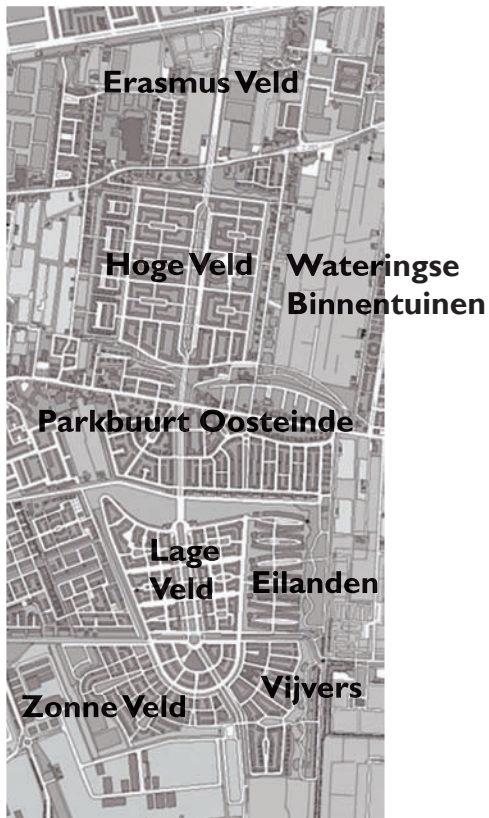 Erasmus Veld
Hoge Veld
Wateringse
Binnentuinen
Parkbuurt Oosteinde
Lage
Veld
Eilanden
Vijvers
Zonne Veld